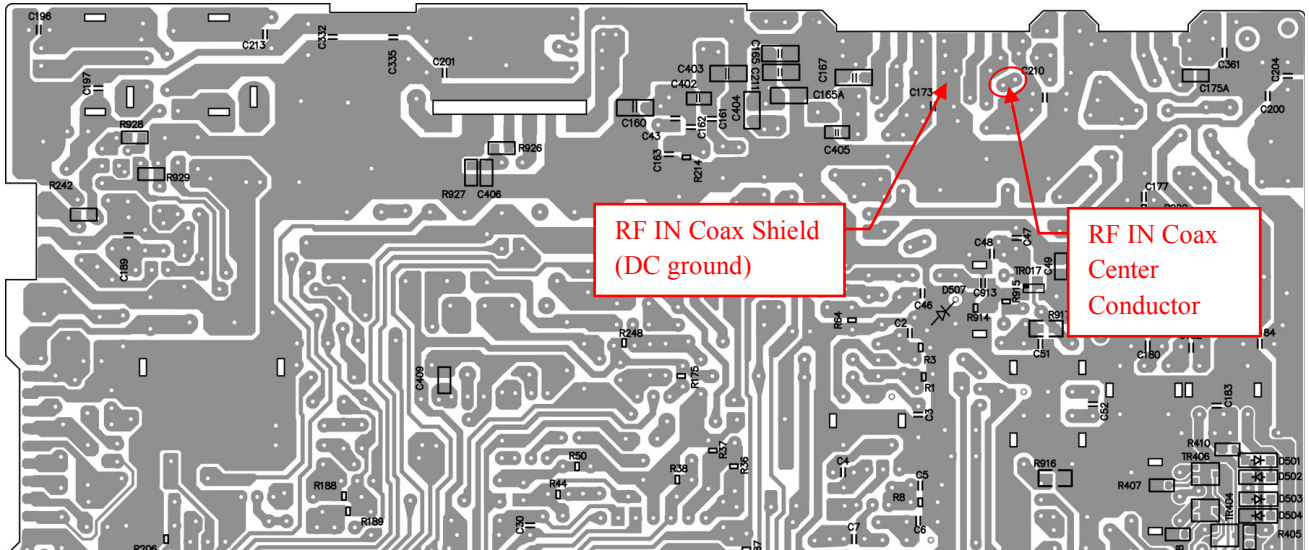 C196
C213
C332
C335
C201
C197
R928
R929
R242
C189
R927
C406
R926
C160
C43
C403
C402
C162
C161
C163
R214
C404
C165
C211
C165A
C167
C405
C173
C210
C361
C204
C175A
C200
C177
RF IN Coax Shield
(DC ground)
RF IN Coax
Center
Conductor
C48
C47
TR017
C49
C913
R915
D507
C46
R914
R917
R64
C2
C51
C180
R248
R3
R1
C409
R175
C3
C52
C183
R37
R36
R50
R38
R44
R188
R189
C30
R206
C4
C5
R8
C6
C7
R916
R410
TR406
R407
TR404
D501
D502
D503
D504
R405